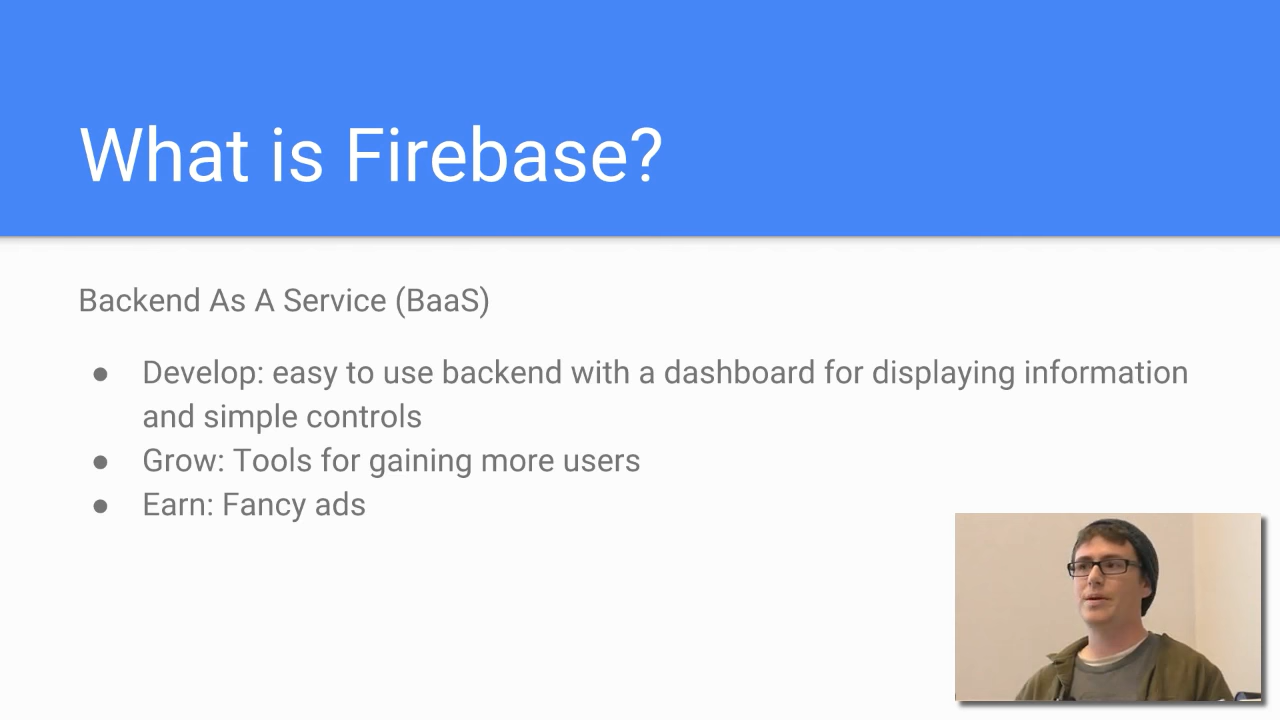 What is Firebase?
Backend As A Service (BaaS)
● Develop: easy to use backend with a dashboard for displaying information
and simple controls
● Grow: Tools for gaining more users
● Earn: Fancy ads